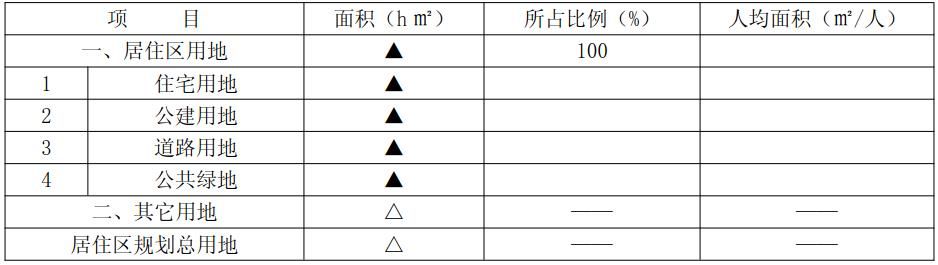 项 目 面积（h㎡） 所占比例（%） 人均面积（㎡/人）
一、居住区用地 ▲ 100
1 住宅用地 ▲
2 公建用地 ▲
3 道路用地 ▲
4 公共绿地 ▲
二、其它用地 △ —— ——
居住区规划总用地 △ —— ——